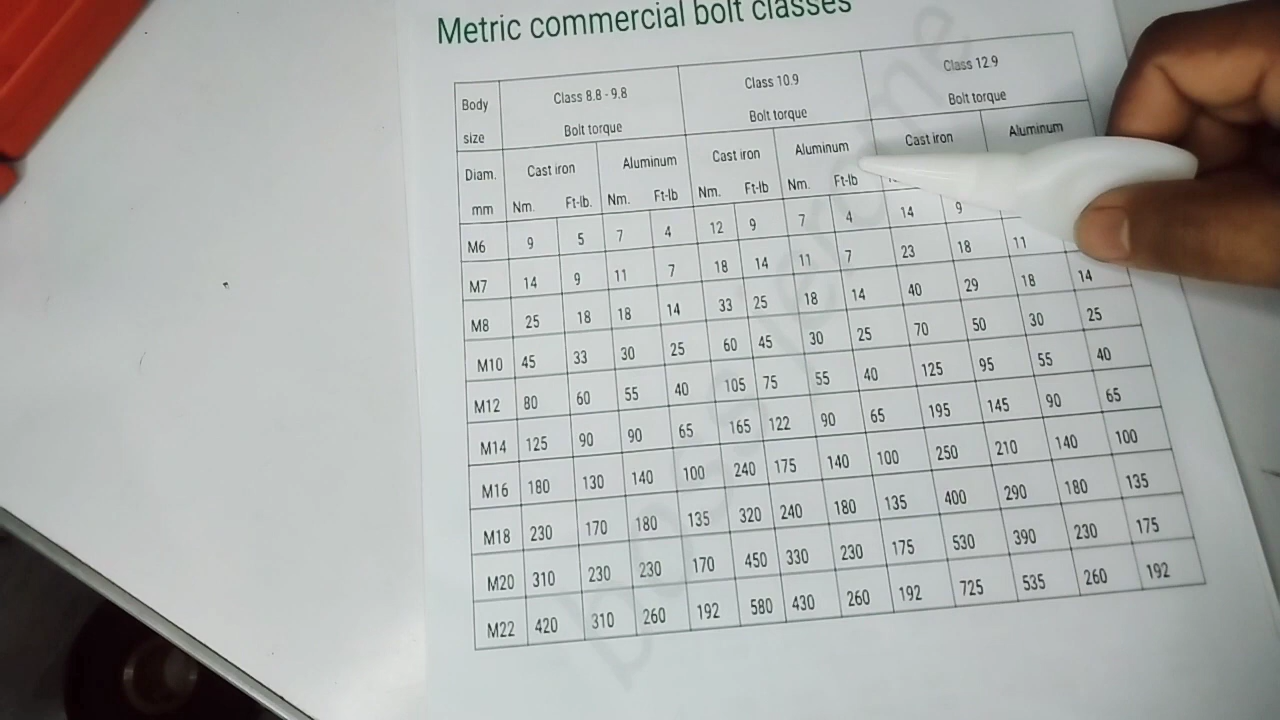 Metric commercial bolt classes
Body size Class 8.8 - 9.8 Class 10.9 Class 12.9
Bolt torque Bolt torque Bolt torque
Diam. mm Cast iron Aluminum Cast iron Aluminum Cast iron Aluminum
Nm. Ft-lb. Nm. Ft-lb Nm. Ft-lb Nm. Ft-lb
M6 9 5 7 4 12 9 7 4 14 9
M7 14 9 11 7 18 14 11 7 23 18 11
M8 25 18 18 14 33 25 18 14 40 29 18 14
M10 45 33 30 25 60 45 30 25 70 50 30 25
M12 80 60 55 40 105 75 55 40 125 95 55 40
M14 125 90 90 65 165 122 90 65 195 145 90 65
M16 180 130 140 100 240 175 140 100 250 210 140 100
M18 230 170 180 135 320 240 180 135 400 290 180 135
M20 310 230 230 170 450 330 230 175 530 390 230 175
M22 420 310 260 192 580 430 260 192 725 535 260 192